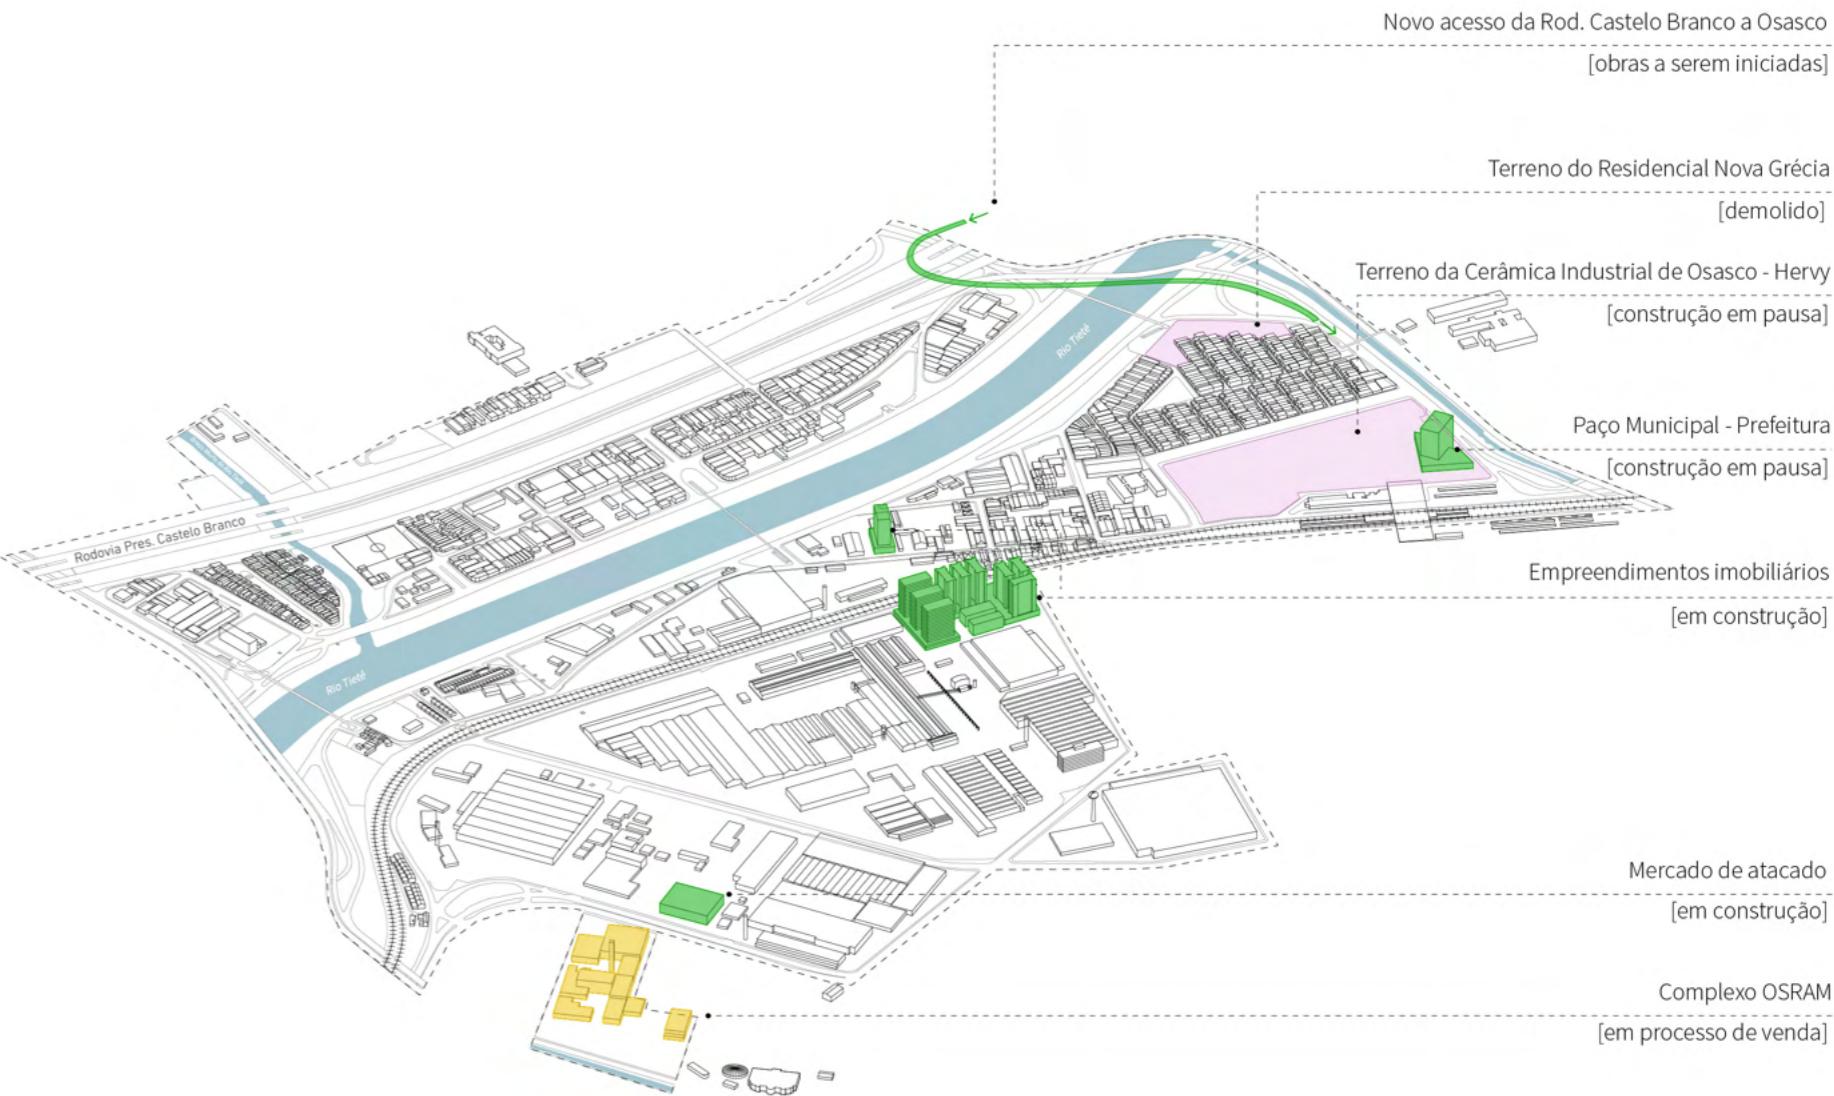 Novo acesso da Rod. Castelo Branco a Osasco
[obras a serem iniciadas]
Terreno do Residencial Nova Grécia
[demolido]
Terreno da Cerâmica Industrial de Osasco - Hervy
[construção em pausa]
Rio Tietê
Paço Municipal - Prefeitura
[construção em pausa]
Rodovia Pres. Castelo Branco
Empreendimentos imobiliários
[em construção]
Rio Tietê
Mercado de atacado
[em construção]
Complexo OSRAM
[em processo de venda]